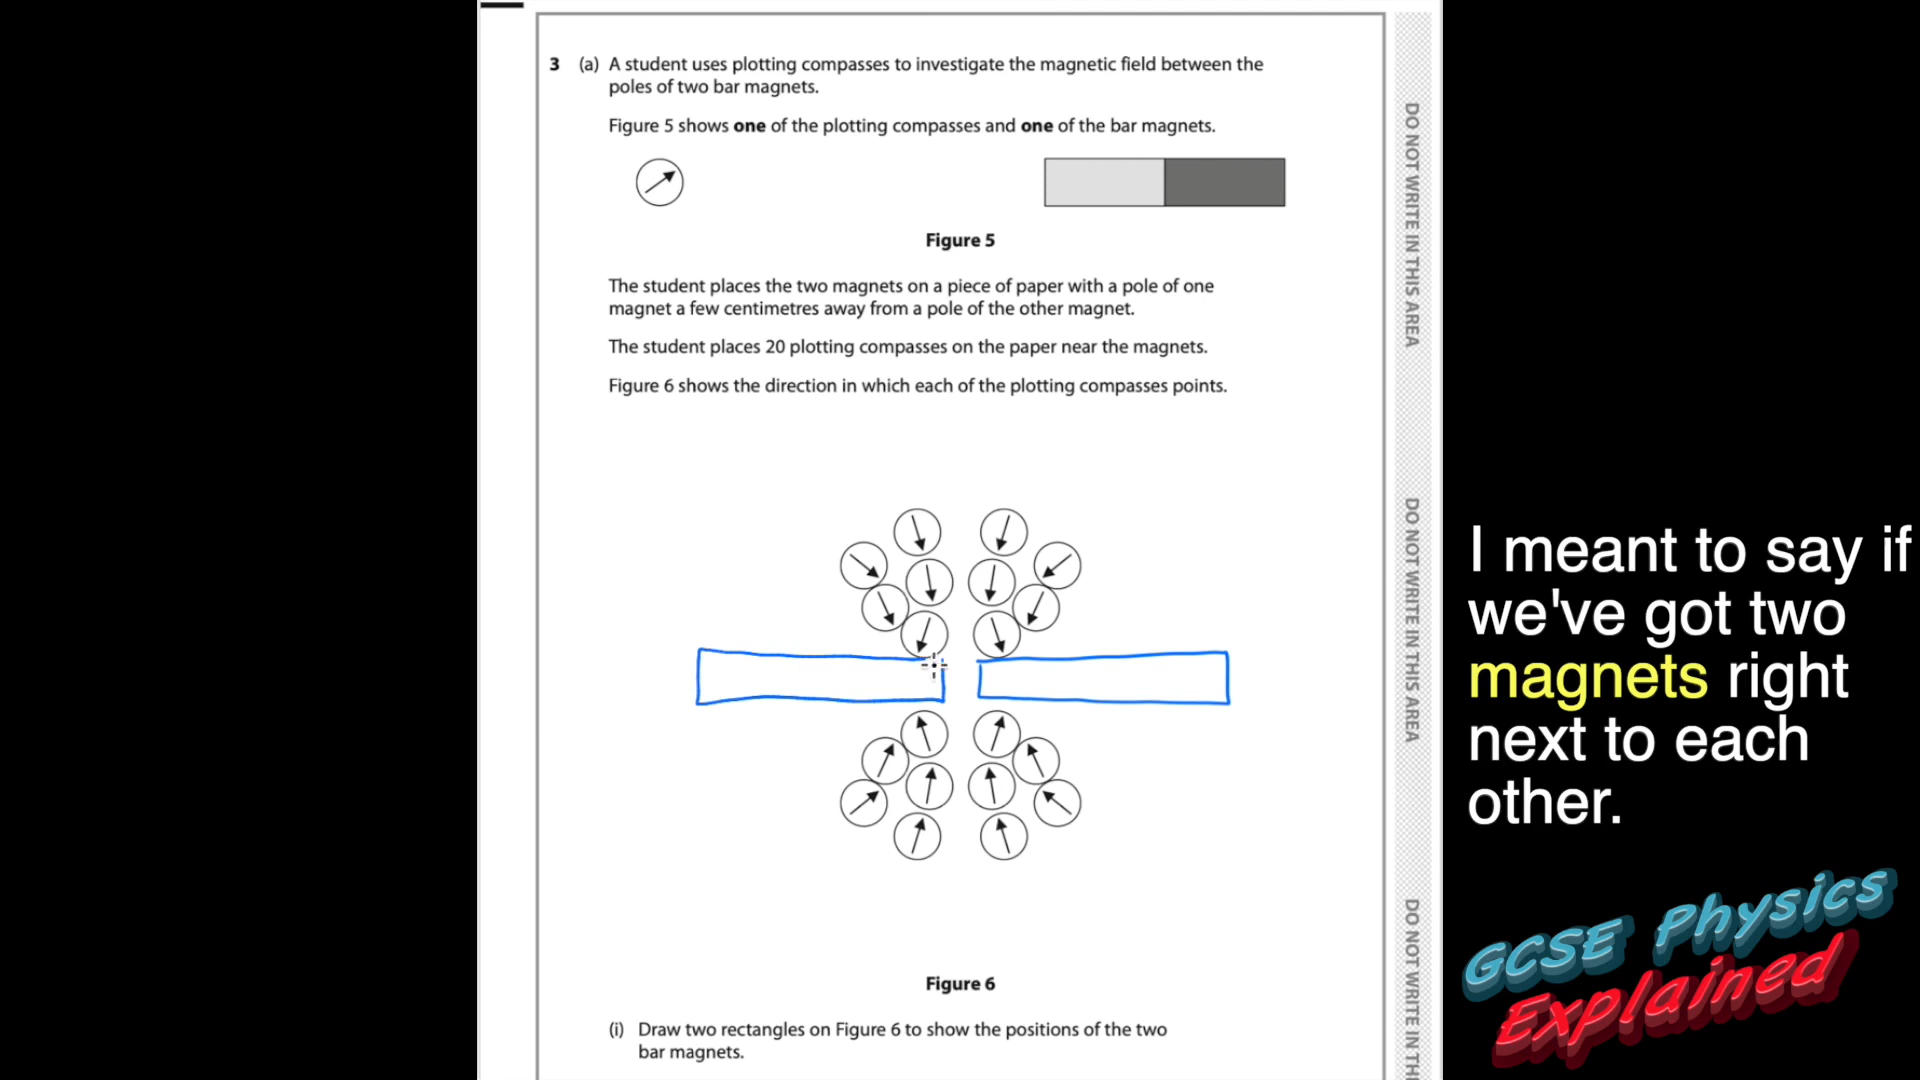 3 (a) A student uses plotting compasses to investigate the magnetic field between the
poles of two bar magnets.
Figure 5 shows one of the plotting compasses and one of the bar magnets.
Figure 5
The student places the two magnets on a piece of paper with a pole of one
magnet a few centimetres away from a pole of the other magnet.
The student places 20 plotting compasses on the paper near the magnets.
Figure 6 shows the direction in which each of the plotting compasses points.
Figure 6
(i) Draw two rectangles on Figure 6 to show the positions of the two
bar magnets.
DO NOT WRITE IN THIS AREA
DO NOT WRITE IN THIS AREA
DO NOT WRITE IN THI
I meant to say if
we've got two
magnets right
next to each
other.
GCSE Physics
Explained